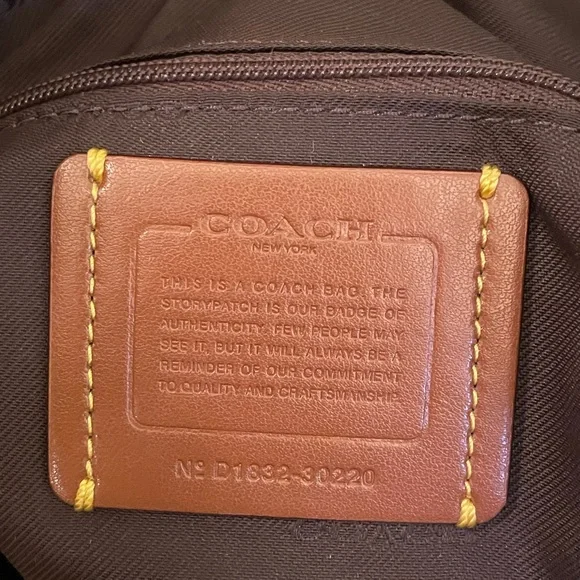 COACH
NEW YORK
THIS IS A COACH BAG. THE
STORYPATCH IS OUR BADGE OF
AUTHENTICITY. FEW PEOPLE MAY
SEE IT, BUT IT WILL ALWAYS BE A
REMINDER OF OUR COMMITMENT
TO QUALITY AND CRAFTSMANSHIP.
Nº D1832-30220